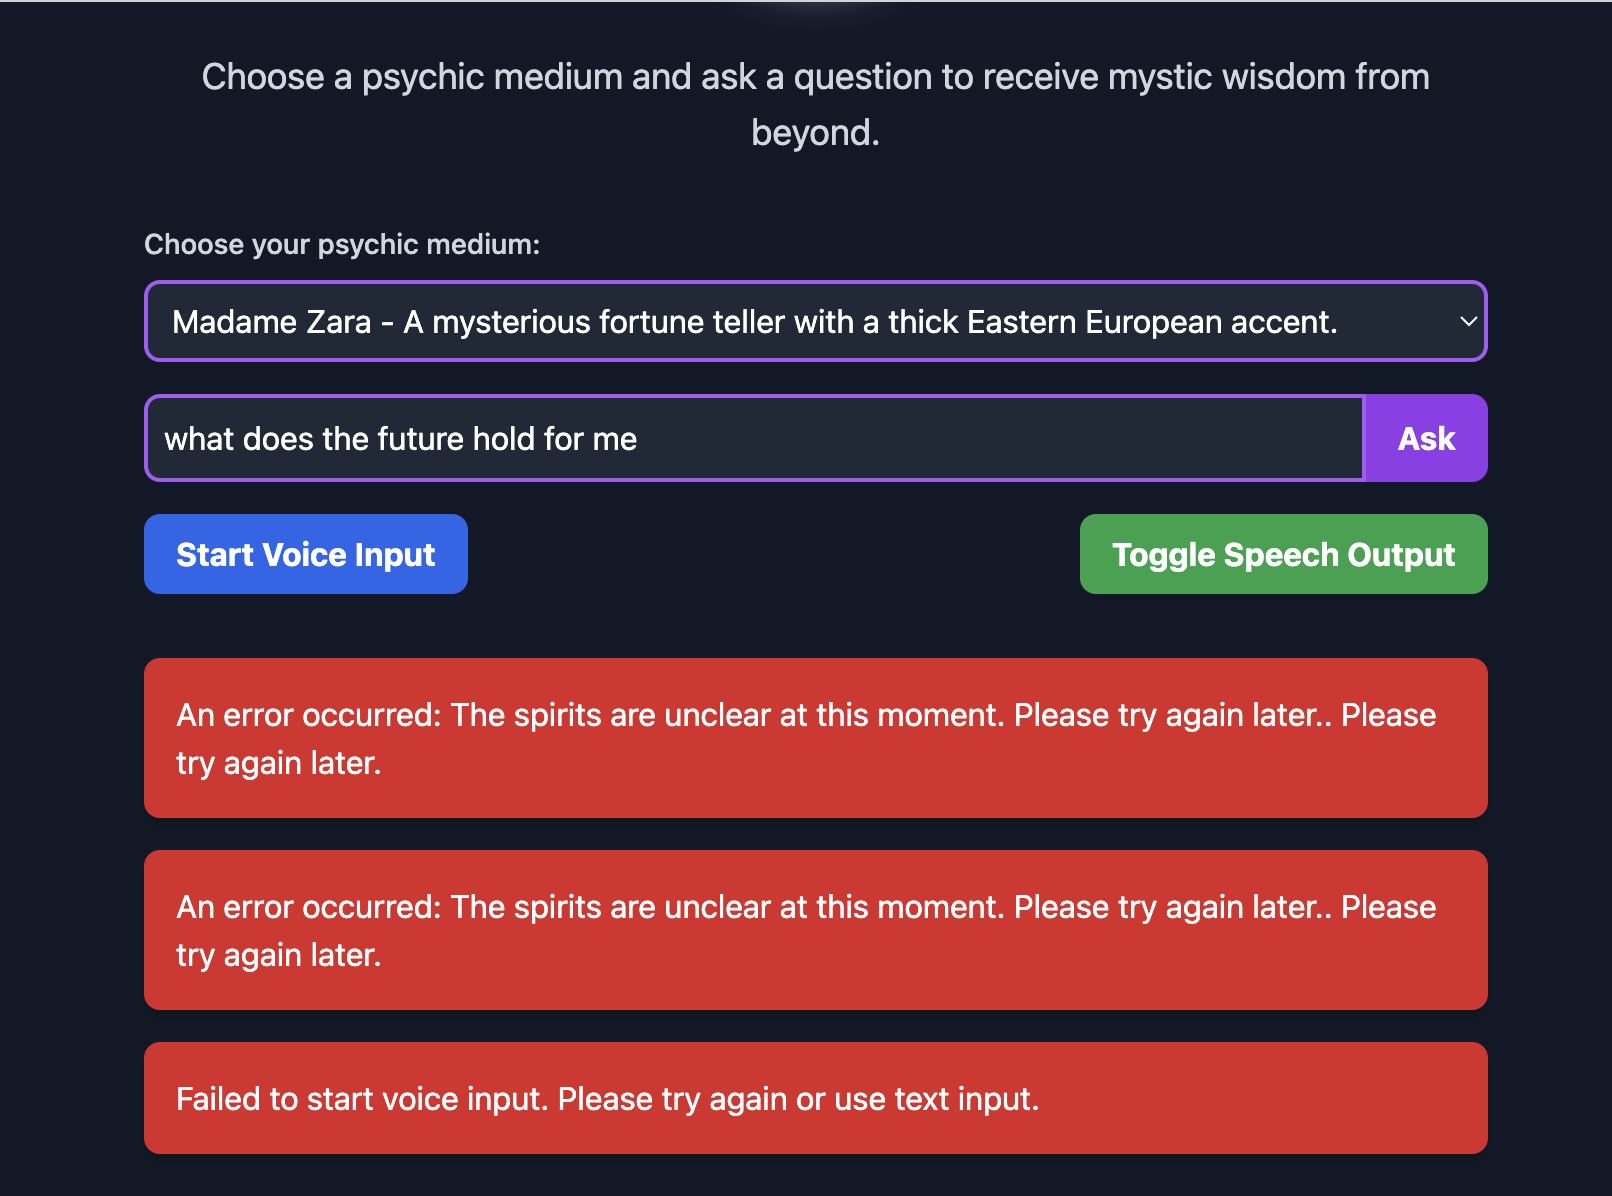 Choose a psychic medium and ask a question to receive mystic wisdom from
beyond.
Choose your psychic medium:
Madame Zara - A mysterious fortune teller with a thick Eastern European accent.
what does the future hold for me
Ask
Start Voice Input
Toggle Speech Output
An error occurred: The spirits are unclear at this moment. Please try again later.. Please
try again later.
An error occurred: The spirits are unclear at this moment. Please try again later.. Please
try again later.
Failed to start voice input. Please try again or use text input.